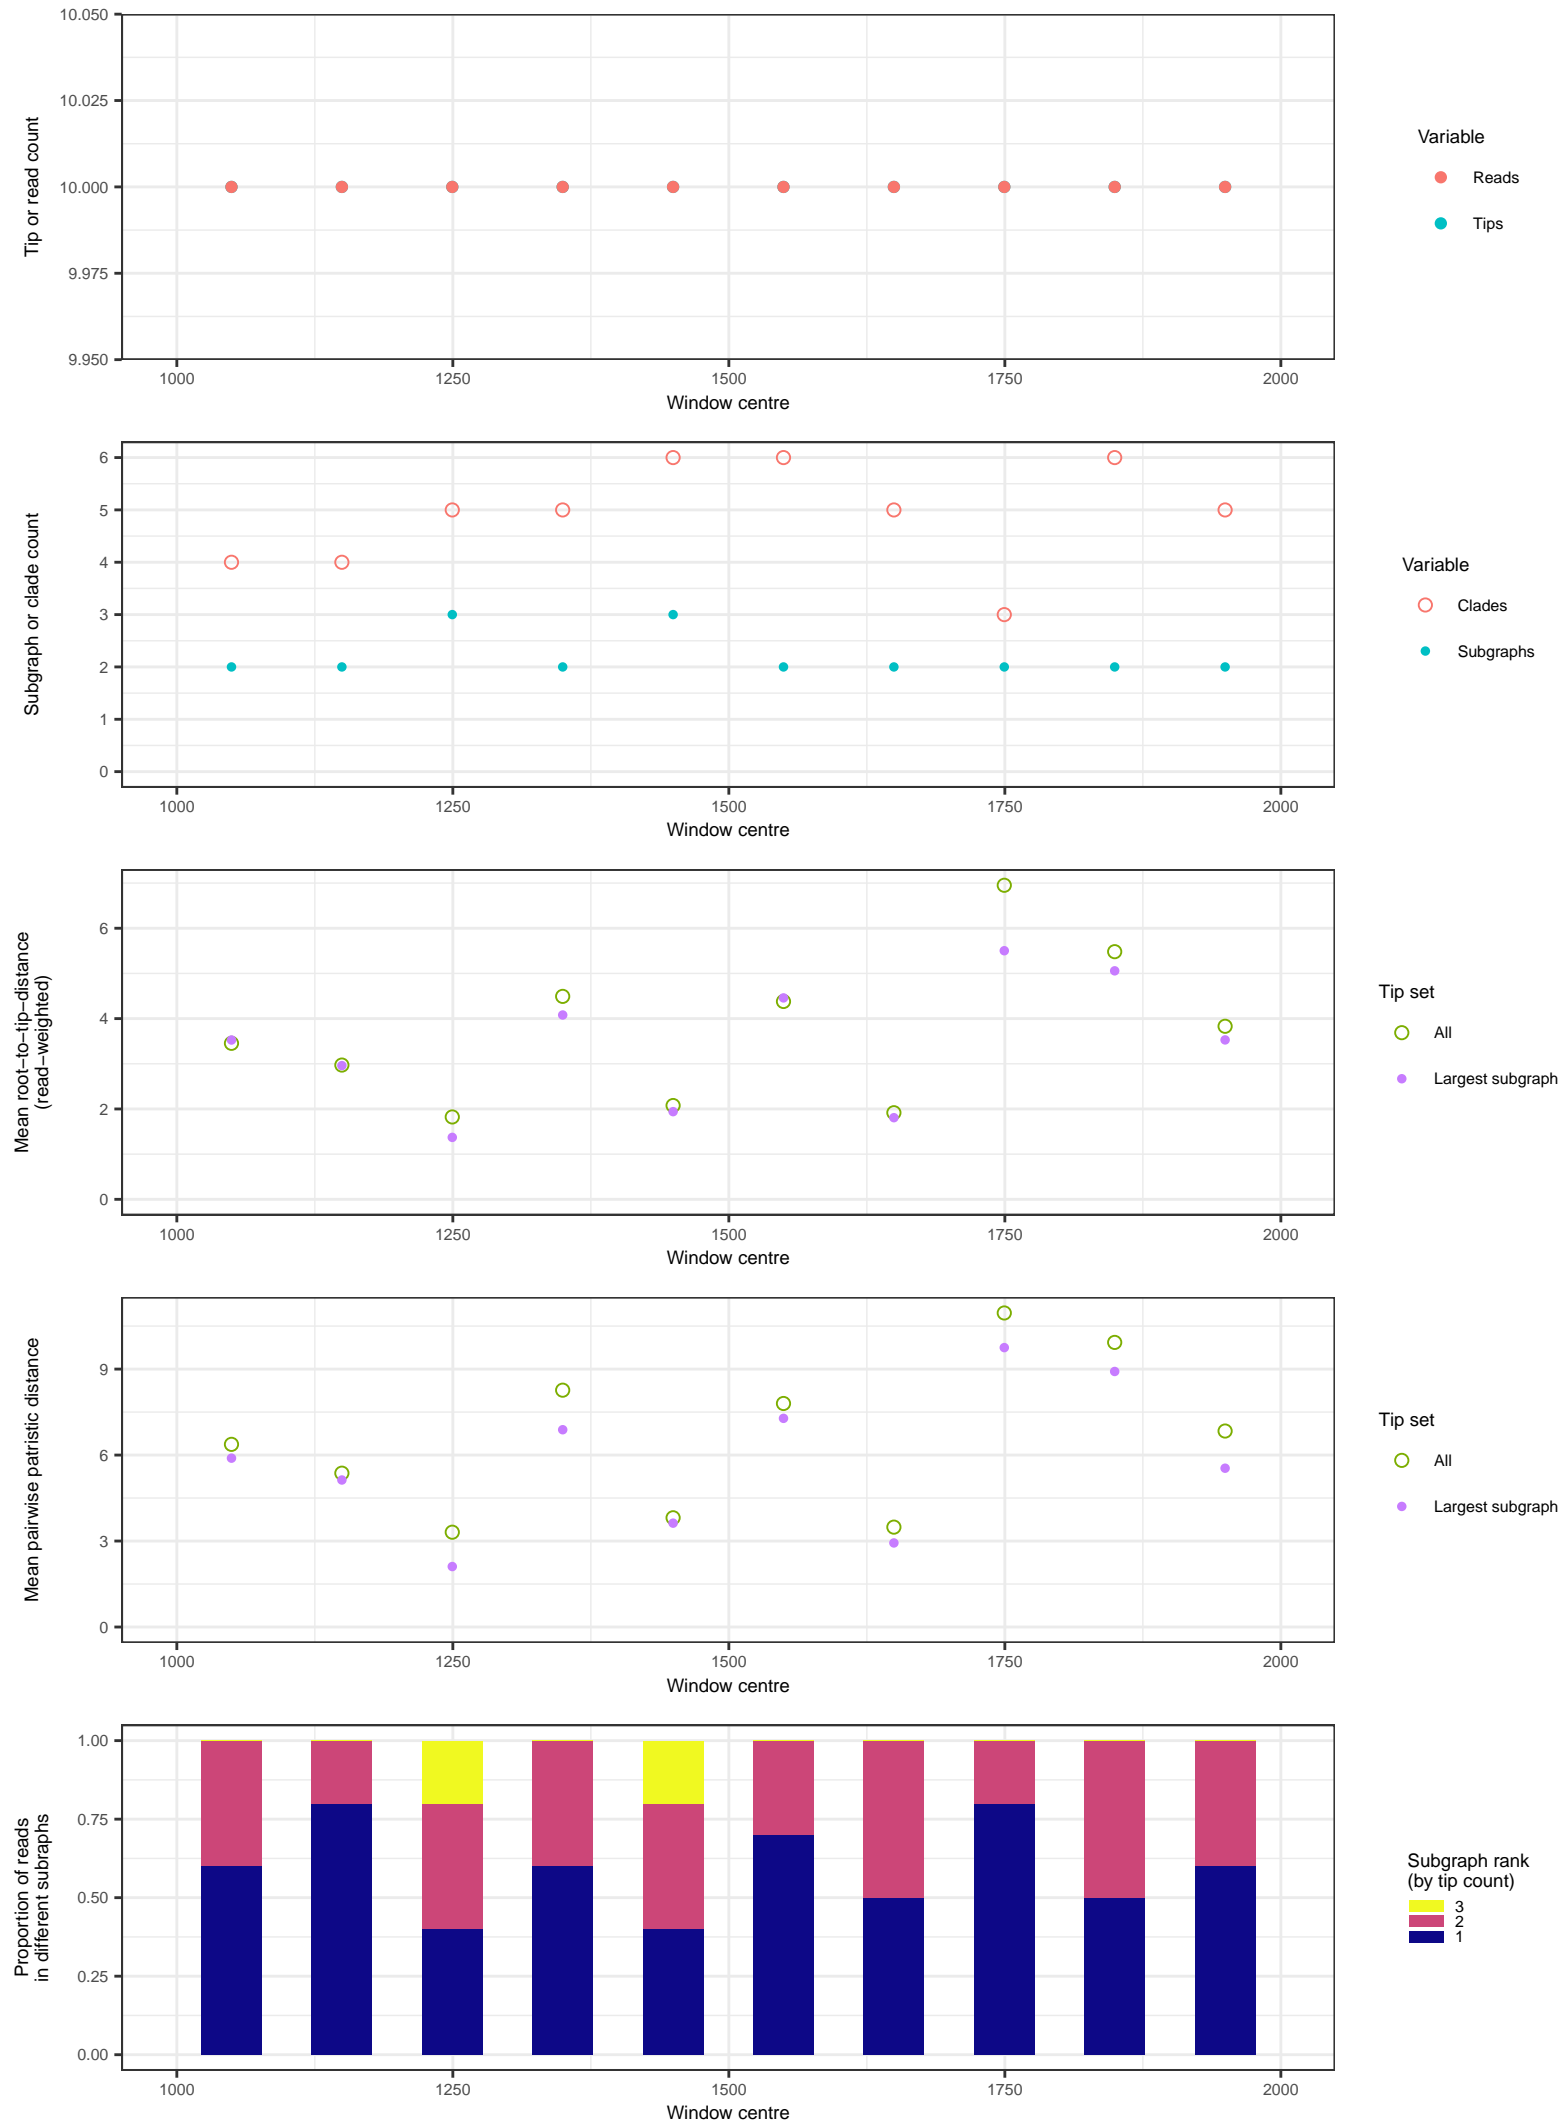 10.050
10.025
10.000
9.975
9.950
Tip or read count
1000 1250 1500 1750 2000
Window centre
Variable
Reads
Tips
6
5
4
3
2
1
0
Subgraph or clade count
1000 1250 1500 1750 2000
Window centre
Variable
Clades
Subgraphs
6
4
2
0
Mean root−to−tip−distance
(read−weighted)
1000 1250 1500 1750 2000
Window centre
Tip set
All
Largest subgraph
9
6
3
0
Mean pairwise patristic distance
1000 1250 1500 1750 2000
Window centre
Tip set
All
Largest subgraph
1.00
0.75
0.50
0.25
0.00
Proportion of reads
in different subraphs
1000 1250 1500 1750 2000
Window centre
Subgraph rank
(by tip count)
3
2
1